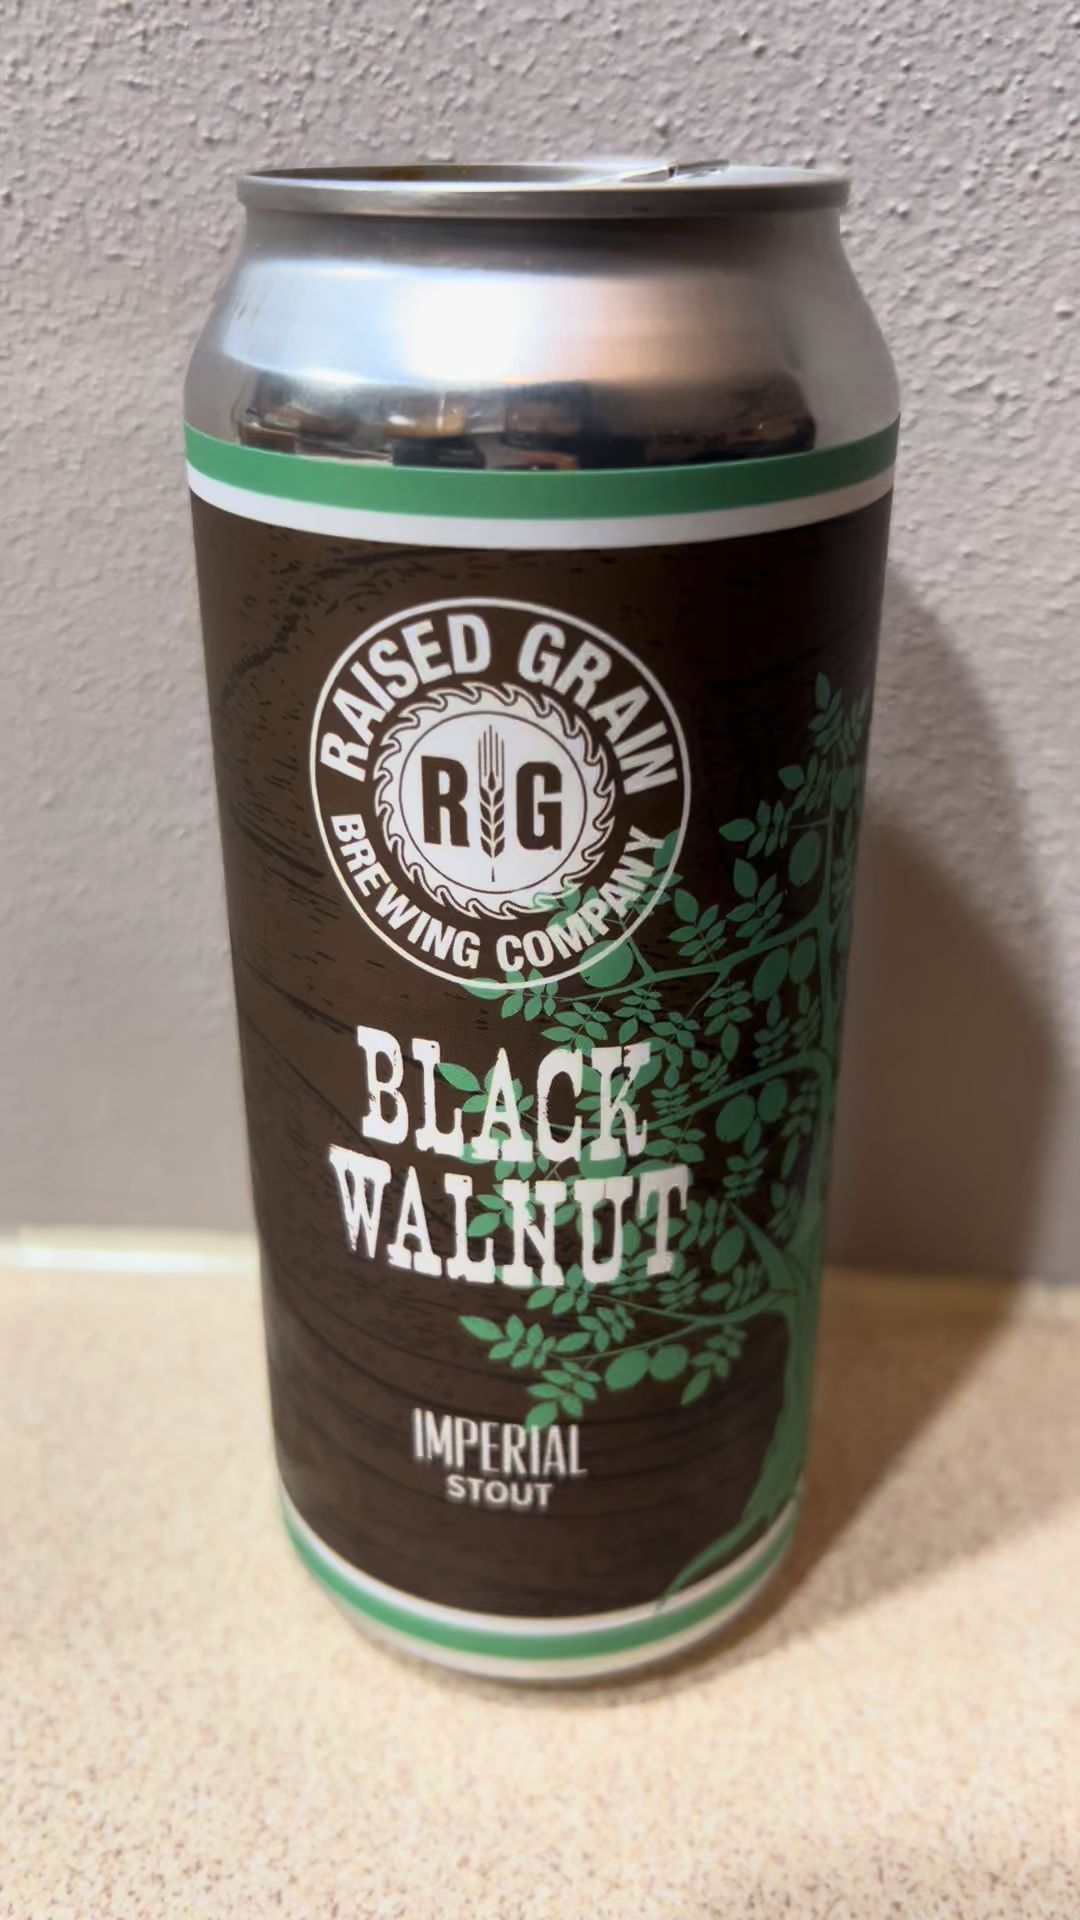 RAISED GRAIN
RG
BREWING COMPANY
BLACK
WALNUT
IMPERIAL
STOUT